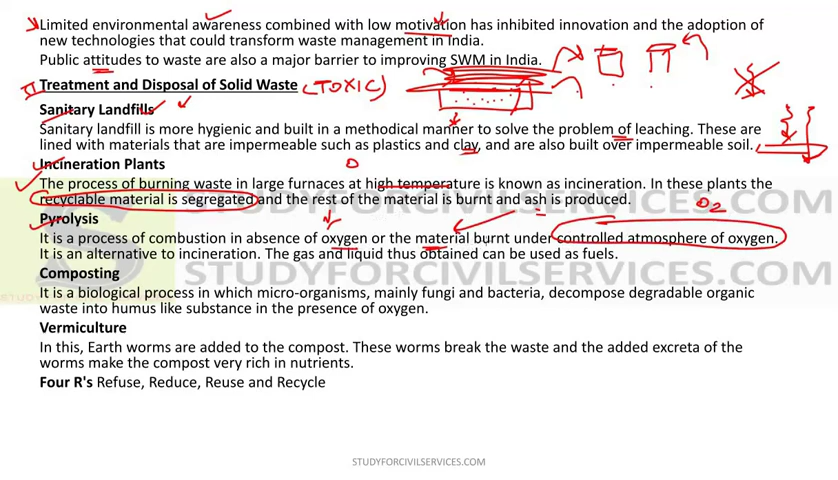 Limited environmental awareness combined with low motivation has inhibited innovation and the adoption of
new technologies that could transform waste management in India.
Public attitudes to waste are also a major barrier to improving SWM in India.
Treatment and Disposal of Solid Waste (TOXIC)
Sanitary Landfills
Sanitary landfill is more hygienic and built in a methodical manner to solve the problem of leaching. These are
lined with materials that are impermeable such as plastics and clay, and are also built over impermeable soil.
Incineration Plants
The process of burning waste in large furnaces at high temperature is known as incineration. In these plants the
recyclable material is segregated and the rest of the material is burnt and ash is produced.
O2
Pyrolysis
It is a process of combustion in absence of oxygen or the material burnt under controlled atmosphere of oxygen.
It is an alternative to incineration. The gas and liquid thus obtained can be used as fuels.
STUDYFORCIVILSERVICES.COM
STUDYFORCIVILSERVICES.COM
Composting
It is a biological process in which micro-organisms, mainly fungi and bacteria, decompose degradable organic
waste into humus like substance in the presence of oxygen.
Vermiculture
In this, Earth worms are added to the compost. These worms break the waste and the added excreta of the
worms make the compost very rich in nutrients.
Four R's Refuse, Reduce, Reuse and Recycle
STUDYFORCIVILSERVICES.COM